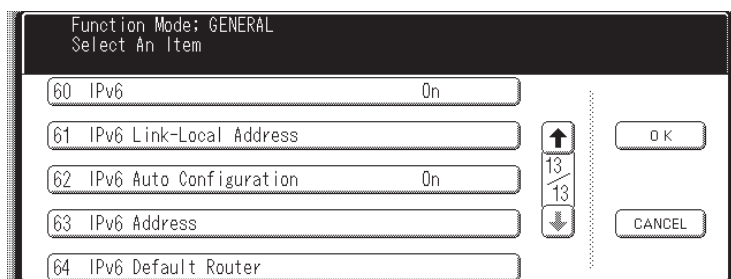 Function Mode; GENERAL
Select An Item
60 IPv6 On
61 IPv6 Link-Local Address
62 IPv6 Auto Configuration On
63 IPv6 Address
64 IPv6 Default Router
13/13
OK
CANCEL